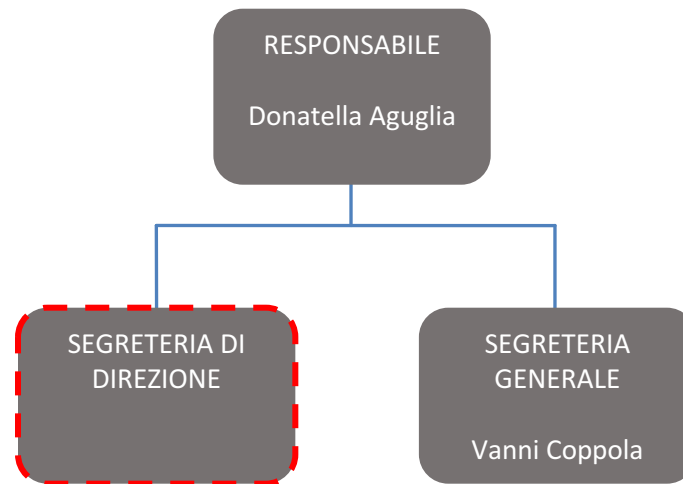 RESPONSABILE
Donatella Aguglia
SEGRETERIA DI
DIREZIONE
SEGRETERIA
GENERALE
Vanni Coppola